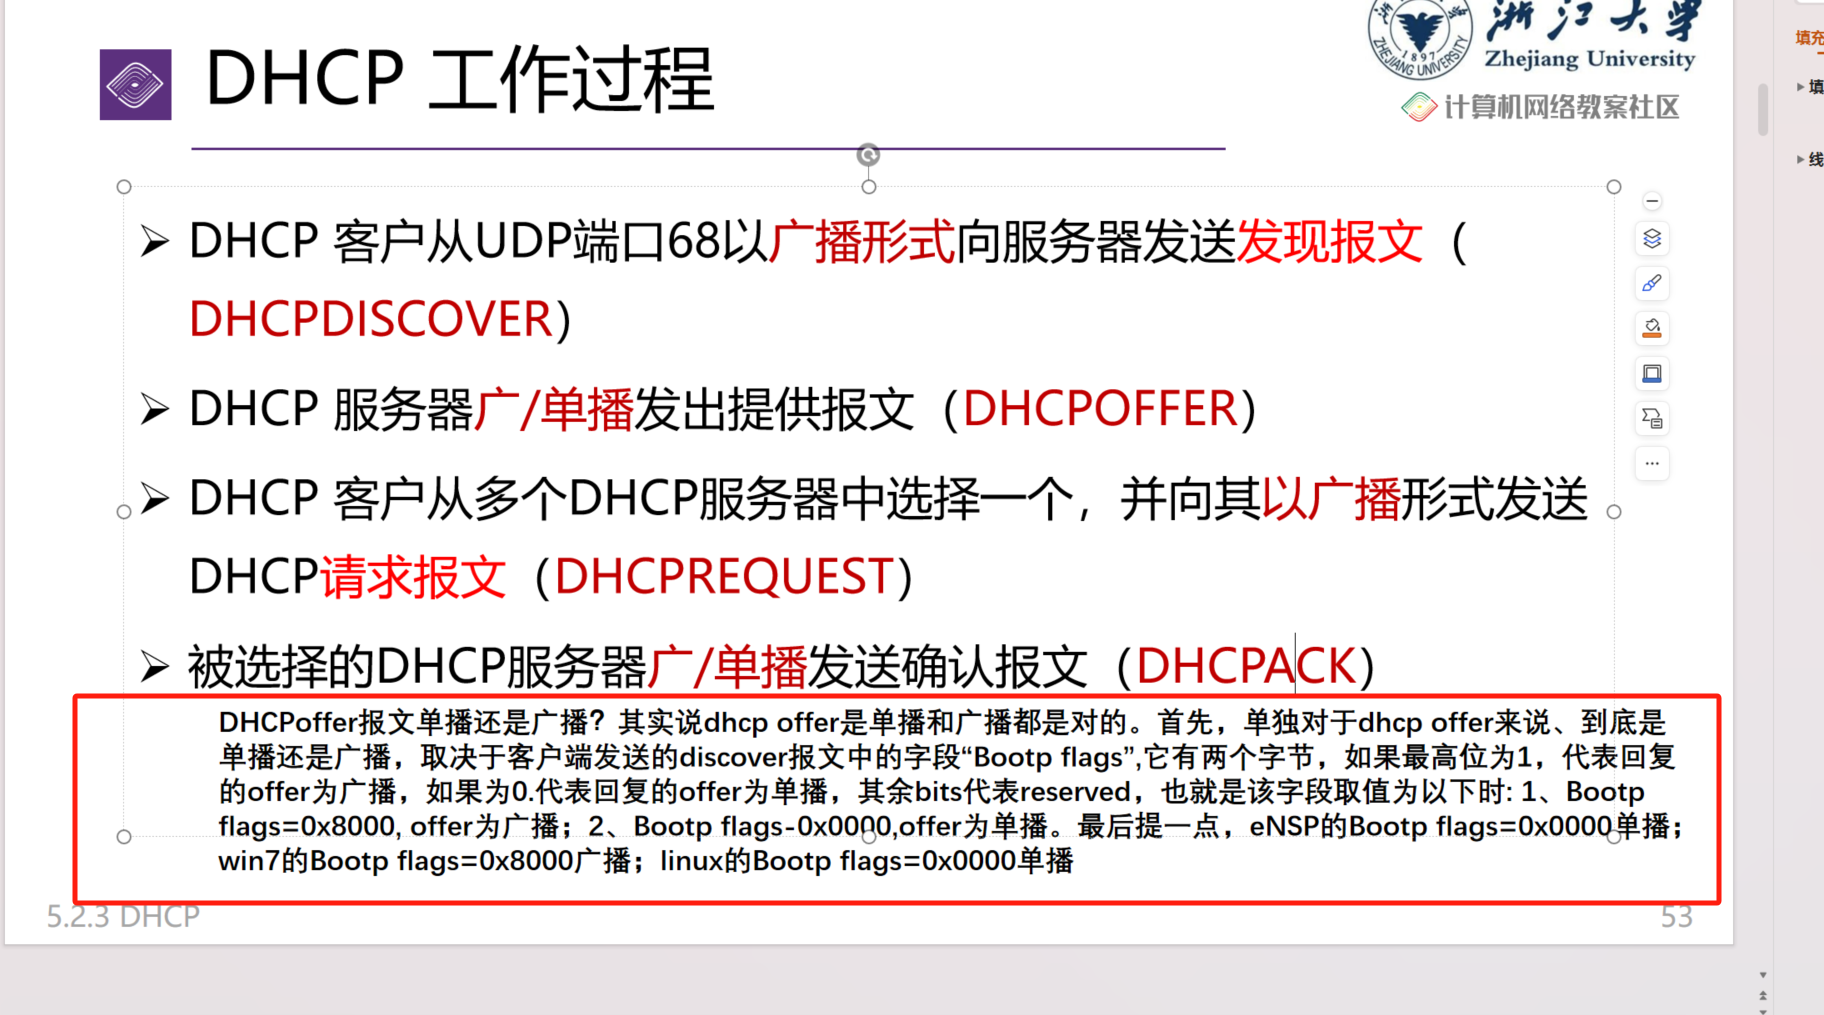 浙江大学
Zhejiang University
ZHEJIANG UNIVERSITY
1897
计算机网络教案社区
DHCP 工作过程
DHCP 客户从UDP端口68以广播形式向服务器发送发现报文（
DHCPDISCOVER）
DHCP 服务器广/单播发出提供报文（DHCPOFFER）
DHCP 客户从多个DHCP服务器中选择一个，并向其以广播形式发送
DHCP请求报文（DHCPREQUEST）
被选择的DHCP服务器广/单播发送确认报文（DHCPACK）
DHCPoffer报文单播还是广播？其实说dhcp offer是单播和广播都是对的。首先，单独对于dhcp offer来说、到底是
单播还是广播，取决于客户端发送的discover报文中的字段“Bootp flags”,它有两个字节，如果最高位为1，代表回复
的offer为广播，如果为0.代表回复的offer为单播，其余bits代表reserved，也就是该字段取值为以下时: 1、Bootp
flags=0x8000, offer为广播；2、Bootp flags-0x0000,offer为单播。最后提一点，eNSP的Bootp flags=0x0000单播；
win7的Bootp flags=0x8000广播；linux的Bootp flags=0x0000单播
5.2.3 DHCP
53
填充
填
线